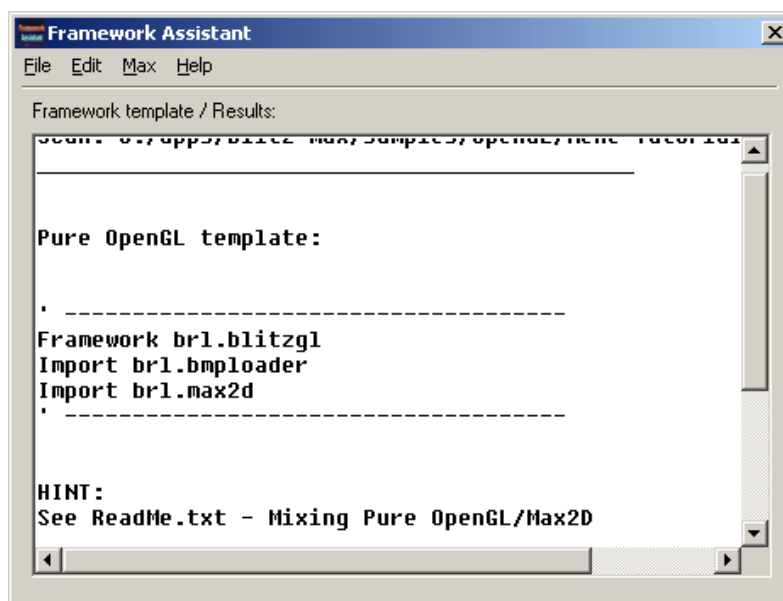 Framework Assistant
File Edit Max Help
Framework template / Results:
Pure OpenGL template:
' -------------------------------------
Framework brl.blitzgl
Import brl.bmploader
Import brl.max2d
' -------------------------------------
HINT:
See ReadMe.txt - Mixing Pure OpenGL/Max2D